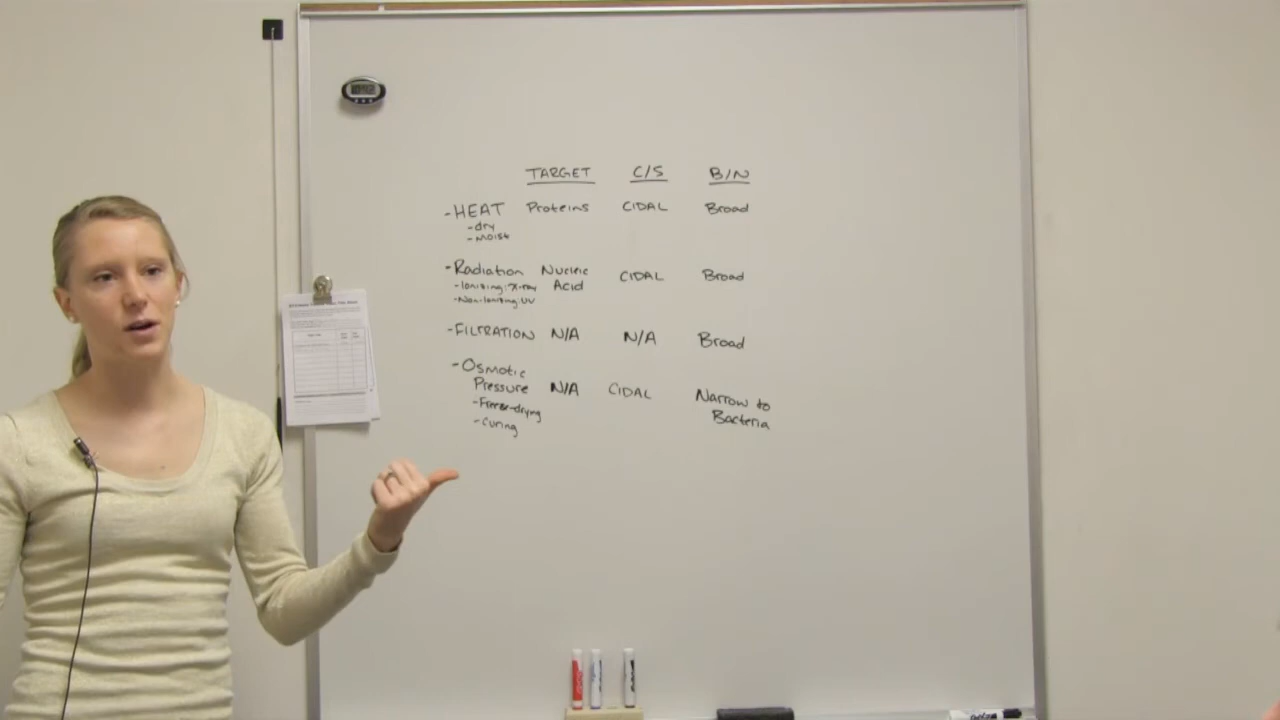 TARGET C/S B/N
-HEAT Proteins CIDAL Broad
-dry
-Moist
-Radiation Nucleic CIDAL Broad
-Ionizing: X-ray Acid
-Non-Ionizing: UV
-FILTRATION N/A N/A Broad
-Osmotic
Pressure N/A CIDAL Narrow to
-Freeze-drying Bacteria
-Curing